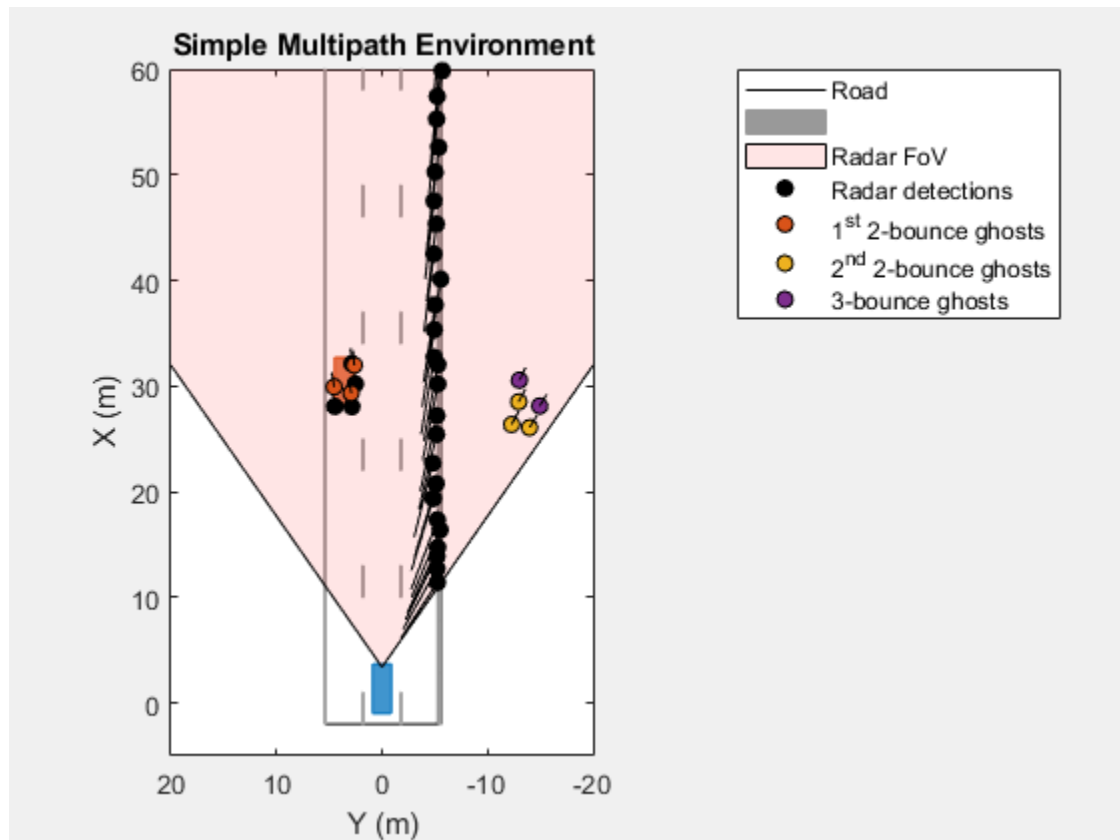 Simple Multipath Environment
60
50
40
30
20
10
0
X (m)
20
10
0
-10
-20
Y (m)
Road
Radar FoV
Radar detections
1st 2-bounce ghosts
2nd 2-bounce ghosts
3-bounce ghosts